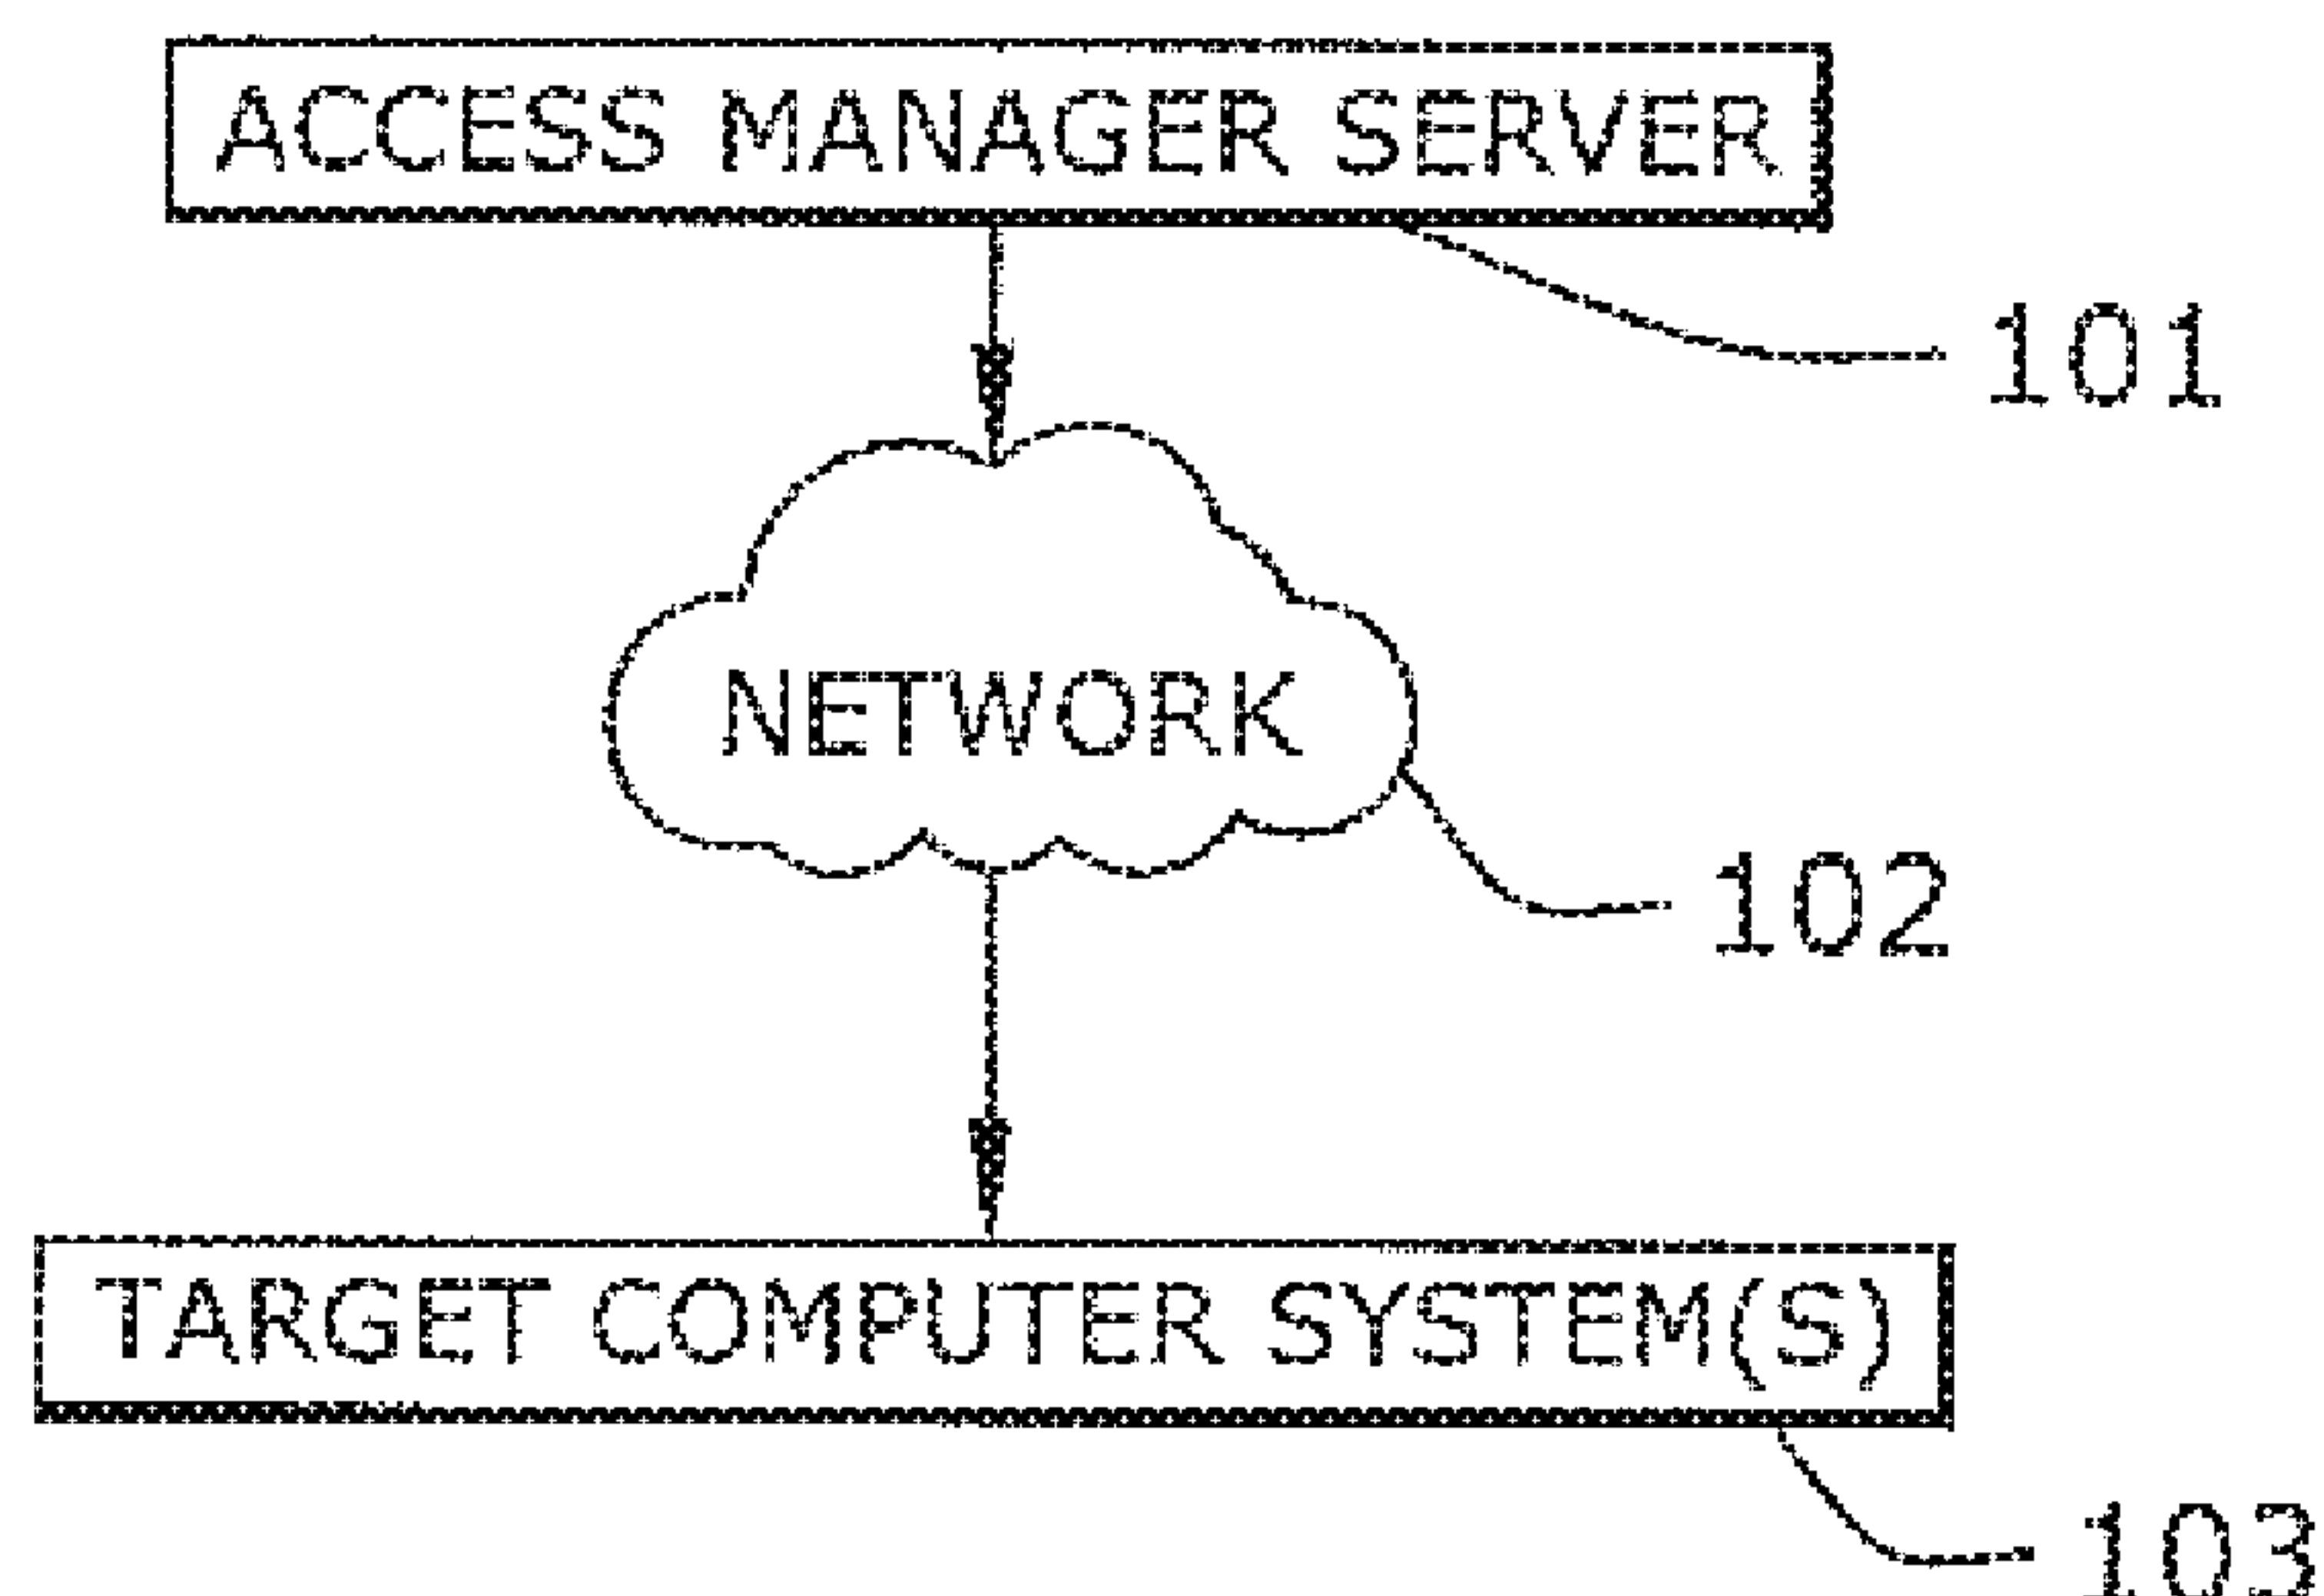 ACCESS MANAGER SERVER
101
NETWORK
102
TARGET COMPUTER SYSTEM(S)
103